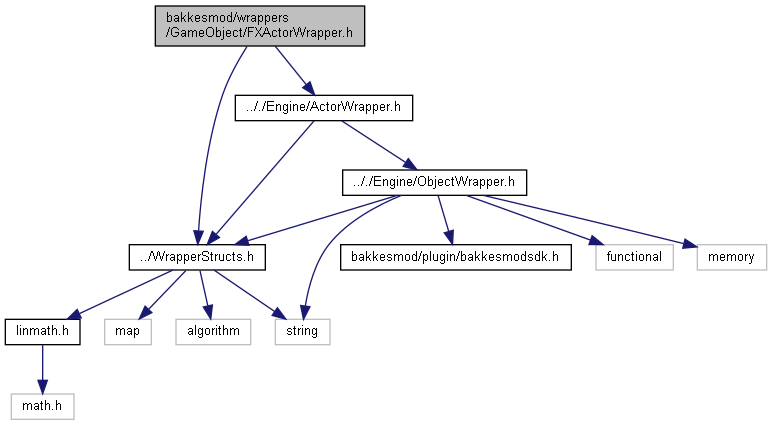 bakkesmod/wrappers
/GameObject/FXActorWrapper.h
.././Engine/ActorWrapper.h
.././Engine/ObjectWrapper.h
../WrapperStructs.h
bakkesmod/plugin/bakkesmodsdk.h
functional
memory
linmath.h
map
algorithm
string
math.h